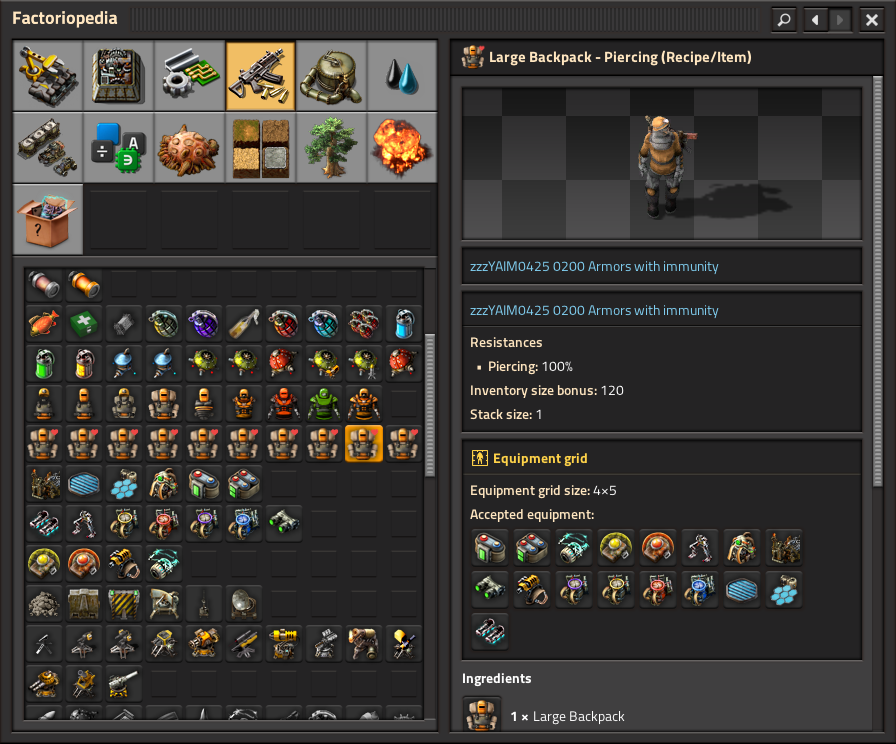 Factoriopedia
Large Backpack - Piercing (Recipe/Item)
zzzYAIM0425 0200 Armors with immunity
zzzYAIM0425 0200 Armors with immunity
Resistances
▪ Piercing: 100%
Inventory size bonus: 120
Stack size: 1
Equipment grid
Equipment grid size: 4×5
Accepted equipment:
Ingredients
1 × Large Backpack